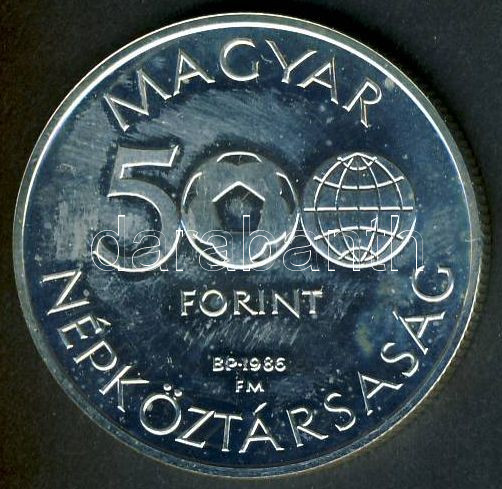 MAGYAR
500
FORINT
BP·1986
FM
NÉPKÖZTÁRSASÁG
darabanth